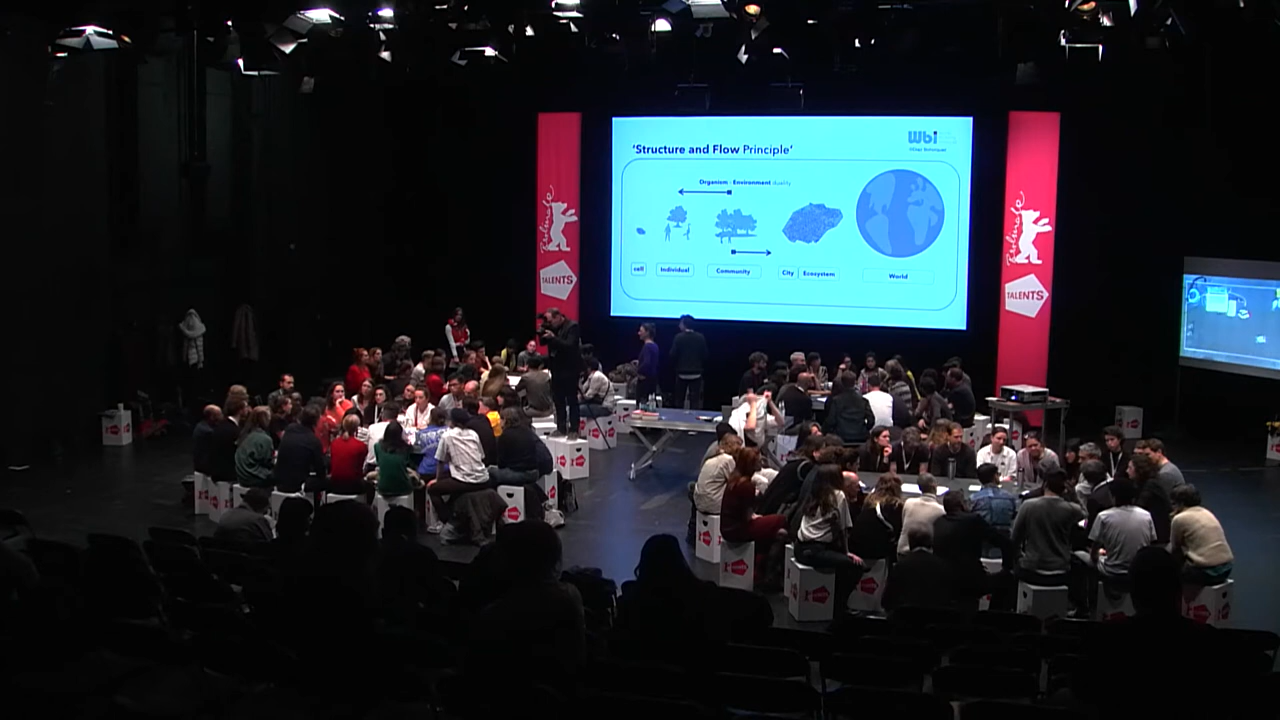 'Structure and Flow Principle'
Wbi
Organism : Environment duality
cell
Individual
Community
City
Ecosystem
World
Berlinale
TALENTS
Berlinale
TALENTS